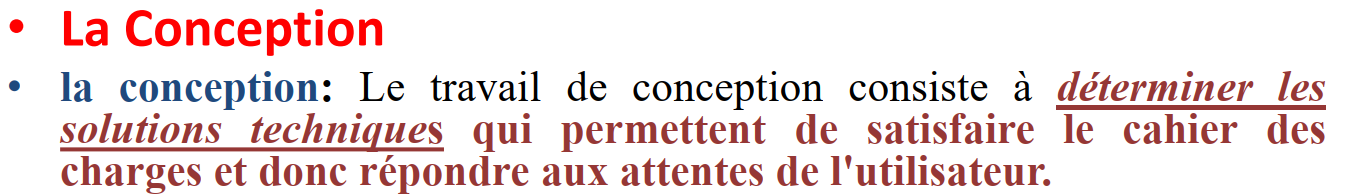 • La Conception
• la conception: Le travail de conception consiste à déterminer les
solutions techniques qui permettent de satisfaire le cahier des
charges et donc répondre aux attentes de l'utilisateur.